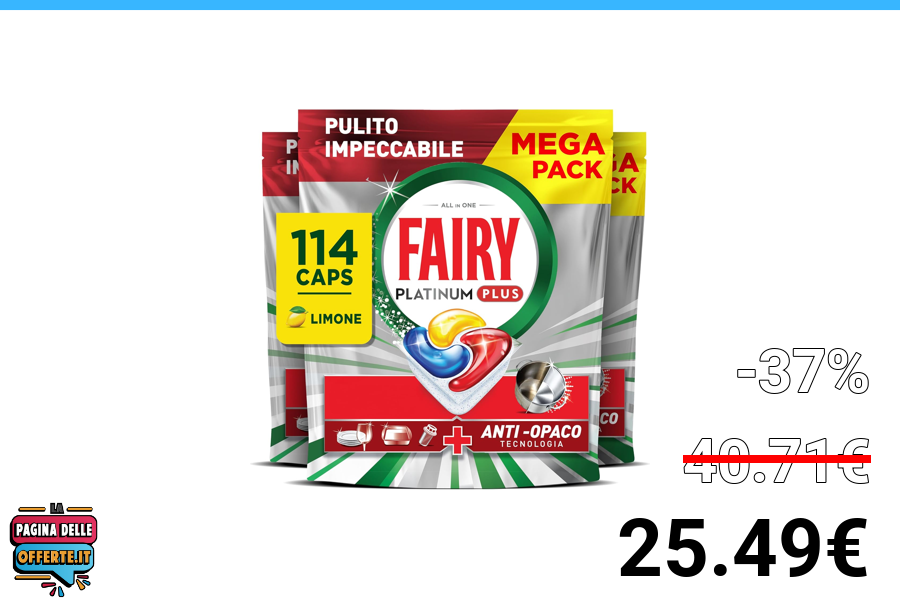 PULITO
IMPECCABILE
MEGA
PACK
114
CAPS
LIMONE
ALL IN ONE
FAIRY
PLATINUM PLUS
ANTI-OPACO
TECNOLOGIA
-37%
40.71€
25.49€
LA
PAGINA DELLE
OFFERTE.IT